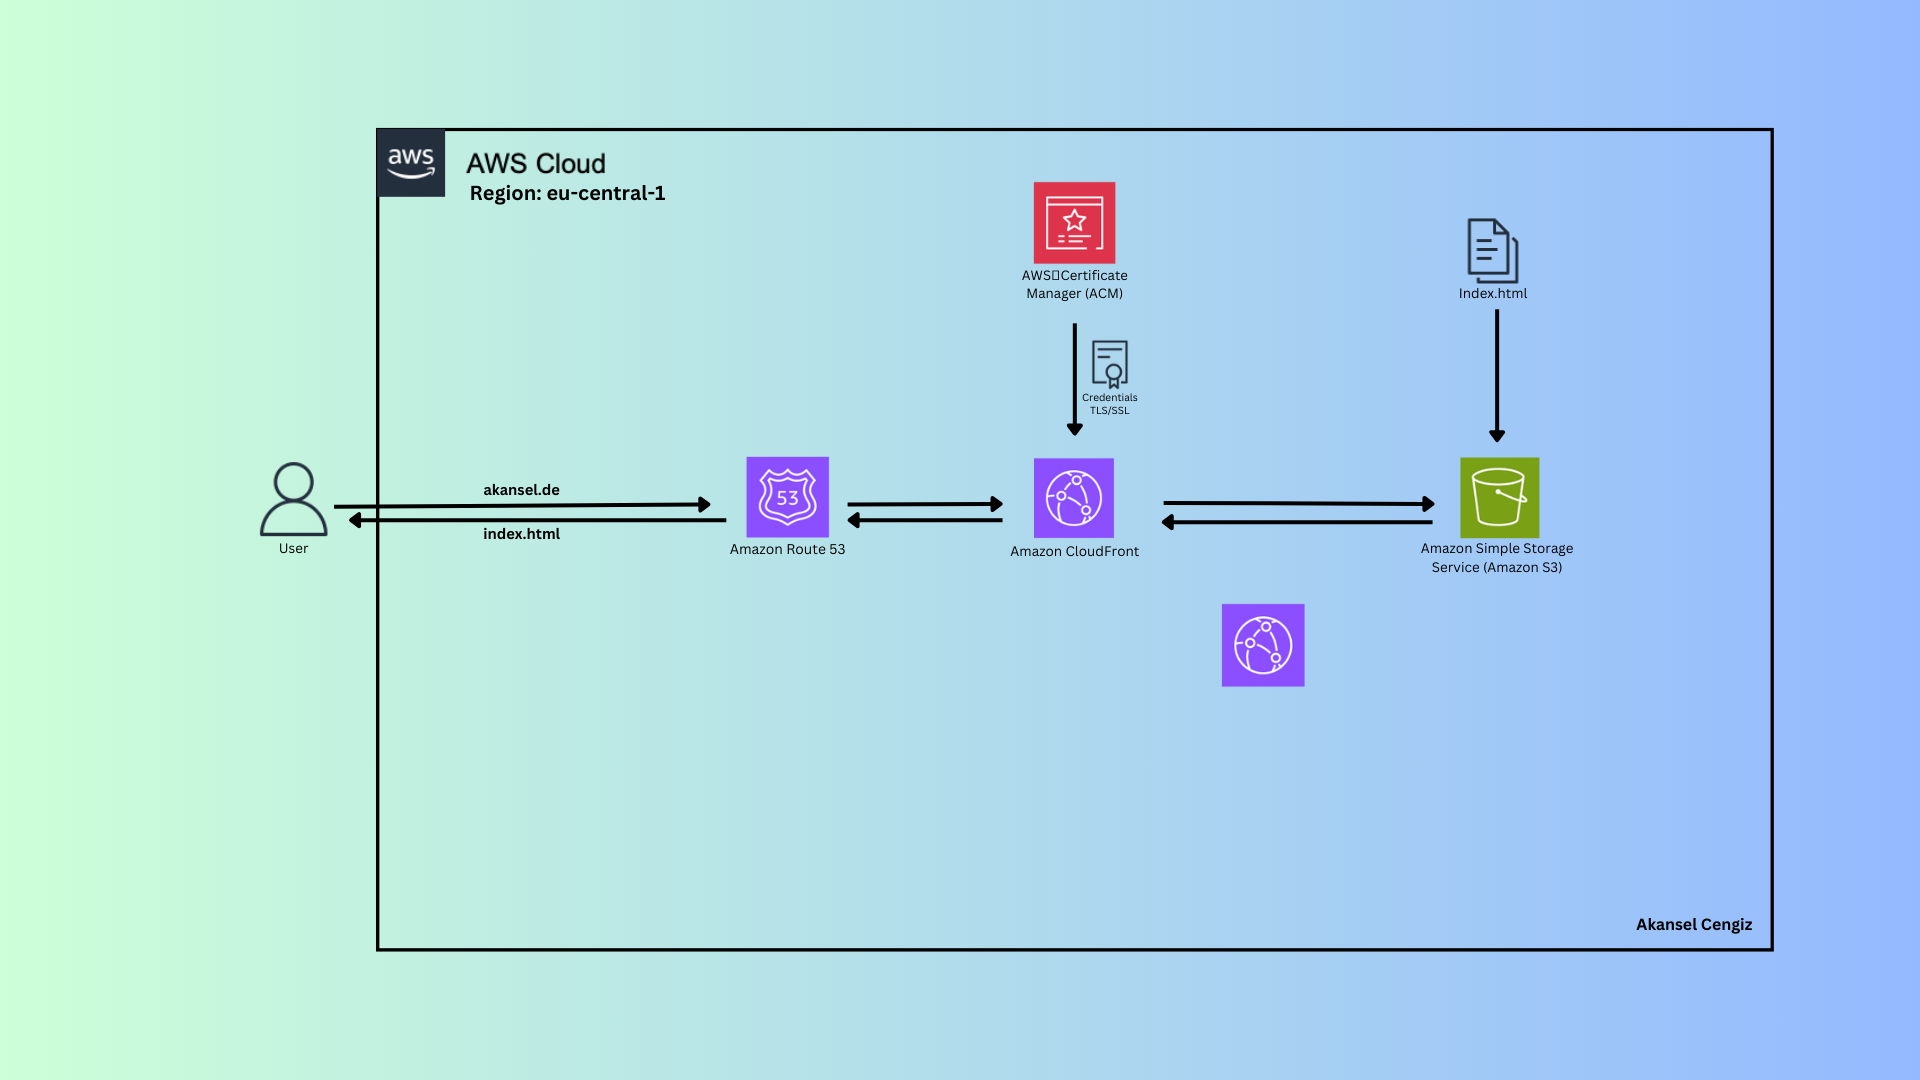 aws
AWS Cloud
Region: eu-central-1
AWS▯Certificate
Manager (ACM)
Index.html
Credentials
TLS/SSL
akansel.de
index.html
User
53
Amazon Route 53
Amazon CloudFront
Amazon Simple Storage
Service (Amazon S3)
Akansel Cengiz